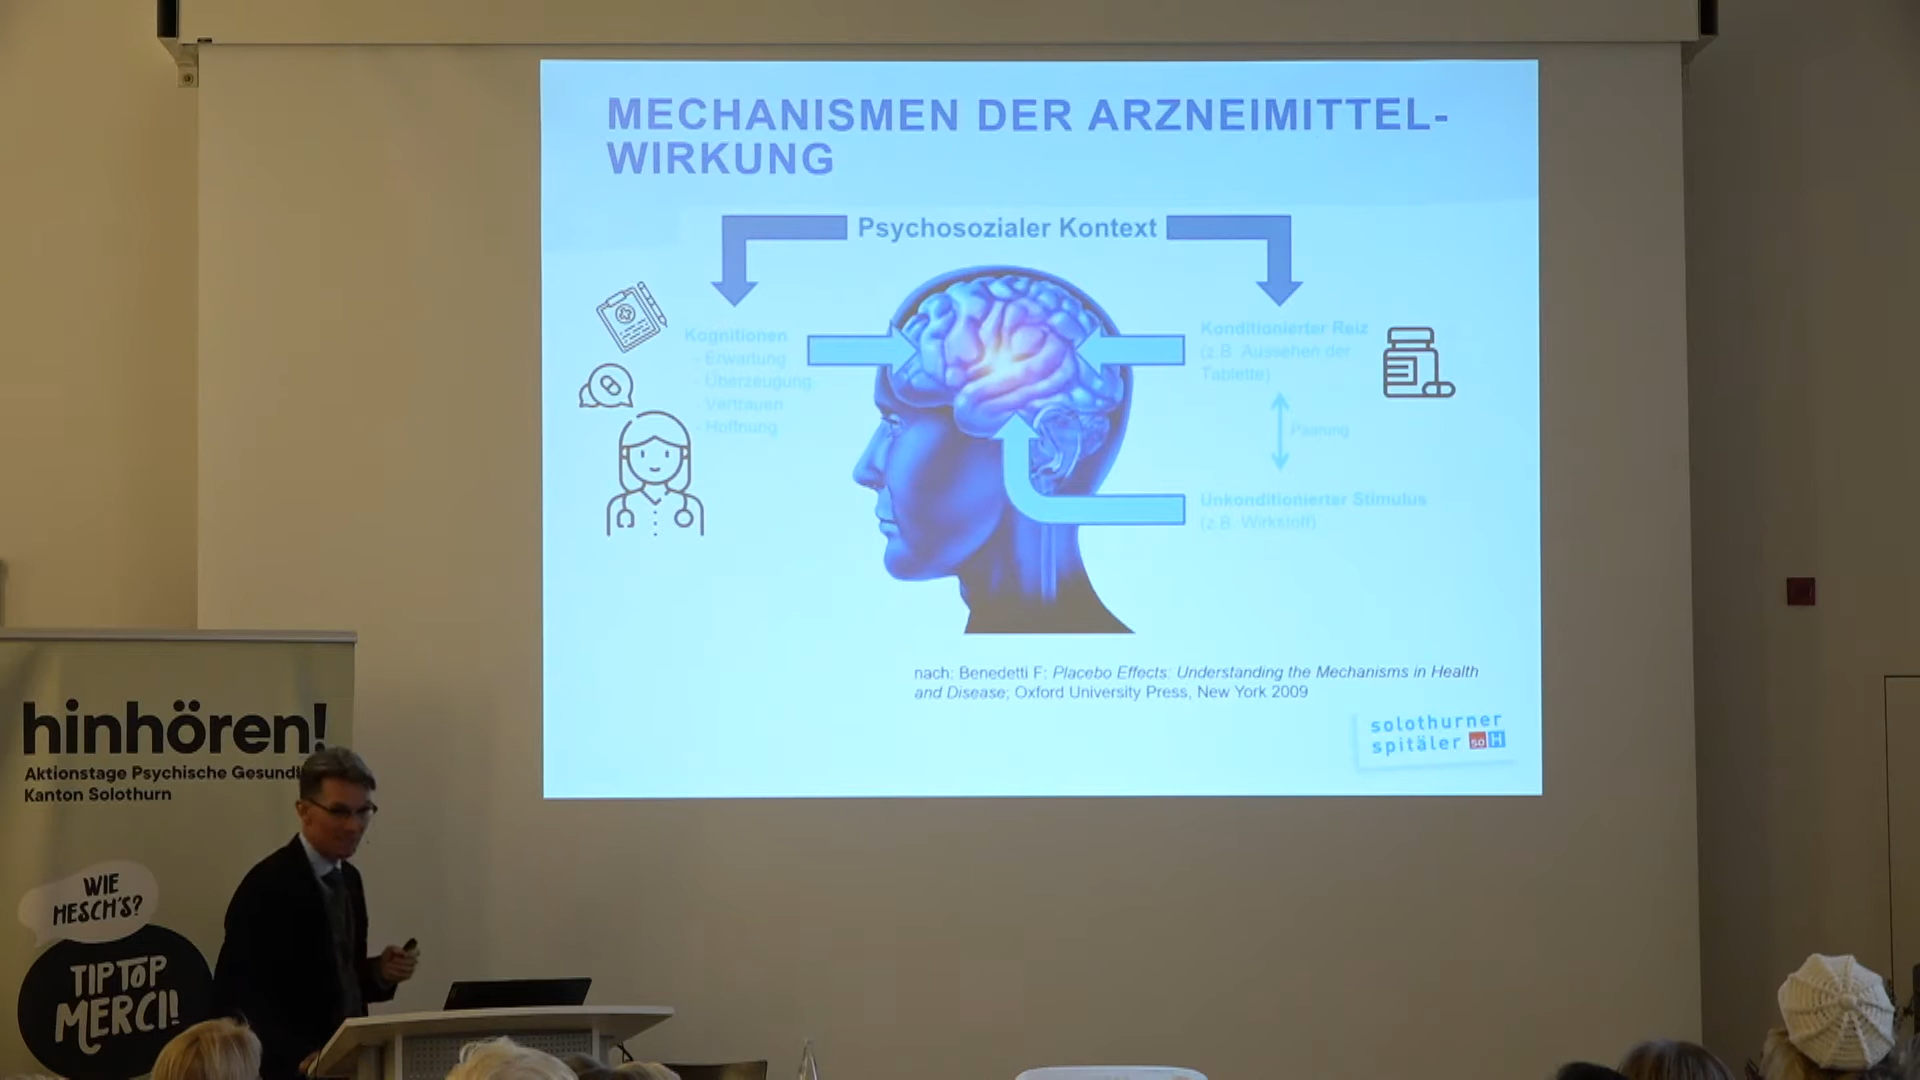 MECHANISMEN DER ARZNEIMITTEL-
WIRKUNG
Psychosozialer Kontext
Kognitionen
- Erwartung
- Überzeugung
- Vertrauen
- Hoffnung
Konditionierter Reiz
(z.B. Aussehen der
Tablette)
Paarung
Unkonditionierter Stimulus
(z.B. Wirkstoff)
nach: Benedetti F: Placebo Effects: Understanding the Mechanisms in Health
and Disease; Oxford University Press, New York 2009
solothurner
spitäler so H
hinhören!
Aktionstage Psychische Gesundh
Kanton Solothurn
WIE
HESCH'S?
TIP TOP
MERCI!